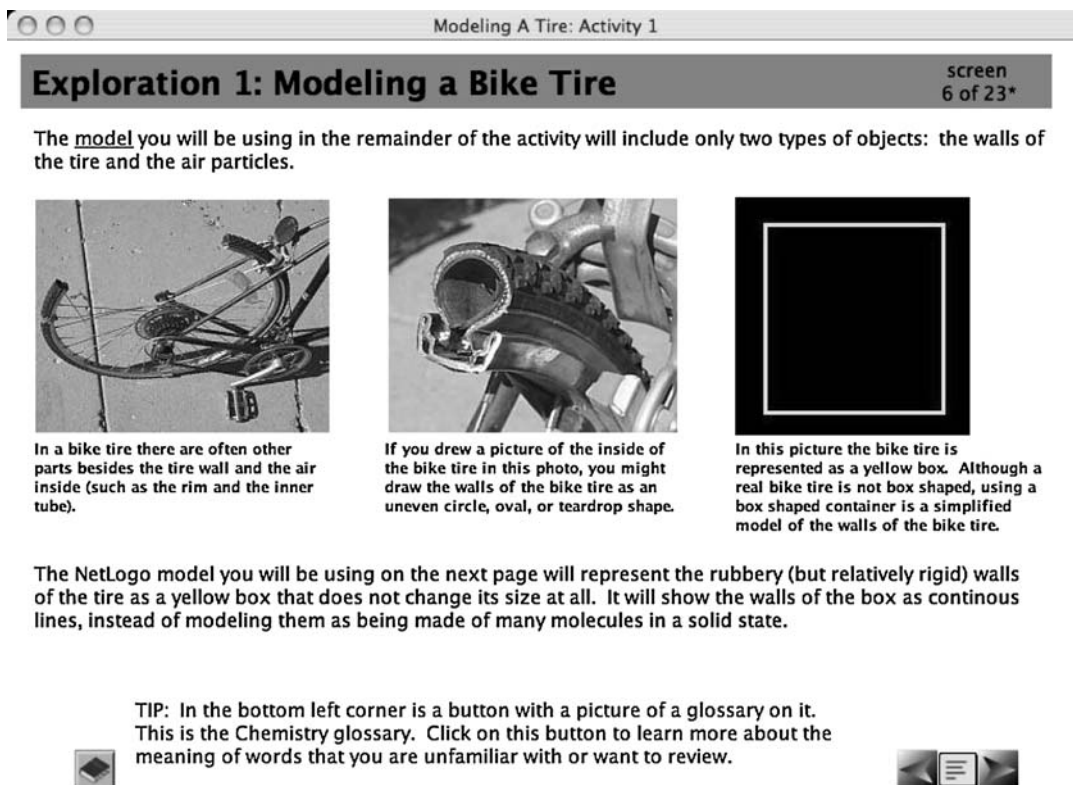 Modeling A Tire: Activity 1
Exploration 1: Modeling a Bike Tire
screen
6 of 23*
The model you will be using in the remainder of the activity will include only two types of objects: the walls of
the tire and the air particles.
In a bike tire there are often other
parts besides the tire wall and the air
inside (such as the rim and the inner
tube).
If you drew a picture of the inside of
the bike tire in this photo, you might
draw the walls of the bike tire as an
uneven circle, oval, or teardrop shape.
In this picture the bike tire is
represented as a yellow box. Although a
real bike tire is not box shaped, using a
box shaped container is a simplified
model of the walls of the bike tire.
The NetLogo model you will be using on the next page will represent the rubbery (but relatively rigid) walls
of the tire as a yellow box that does not change its size at all. It will show the walls of the box as continous
lines, instead of modeling them as being made of many molecules in a solid state.
TIP: In the bottom left corner is a button with a picture of a glossary on it.
This is the Chemistry glossary. Click on this button to learn more about the
meaning of words that you are unfamiliar with or want to review.